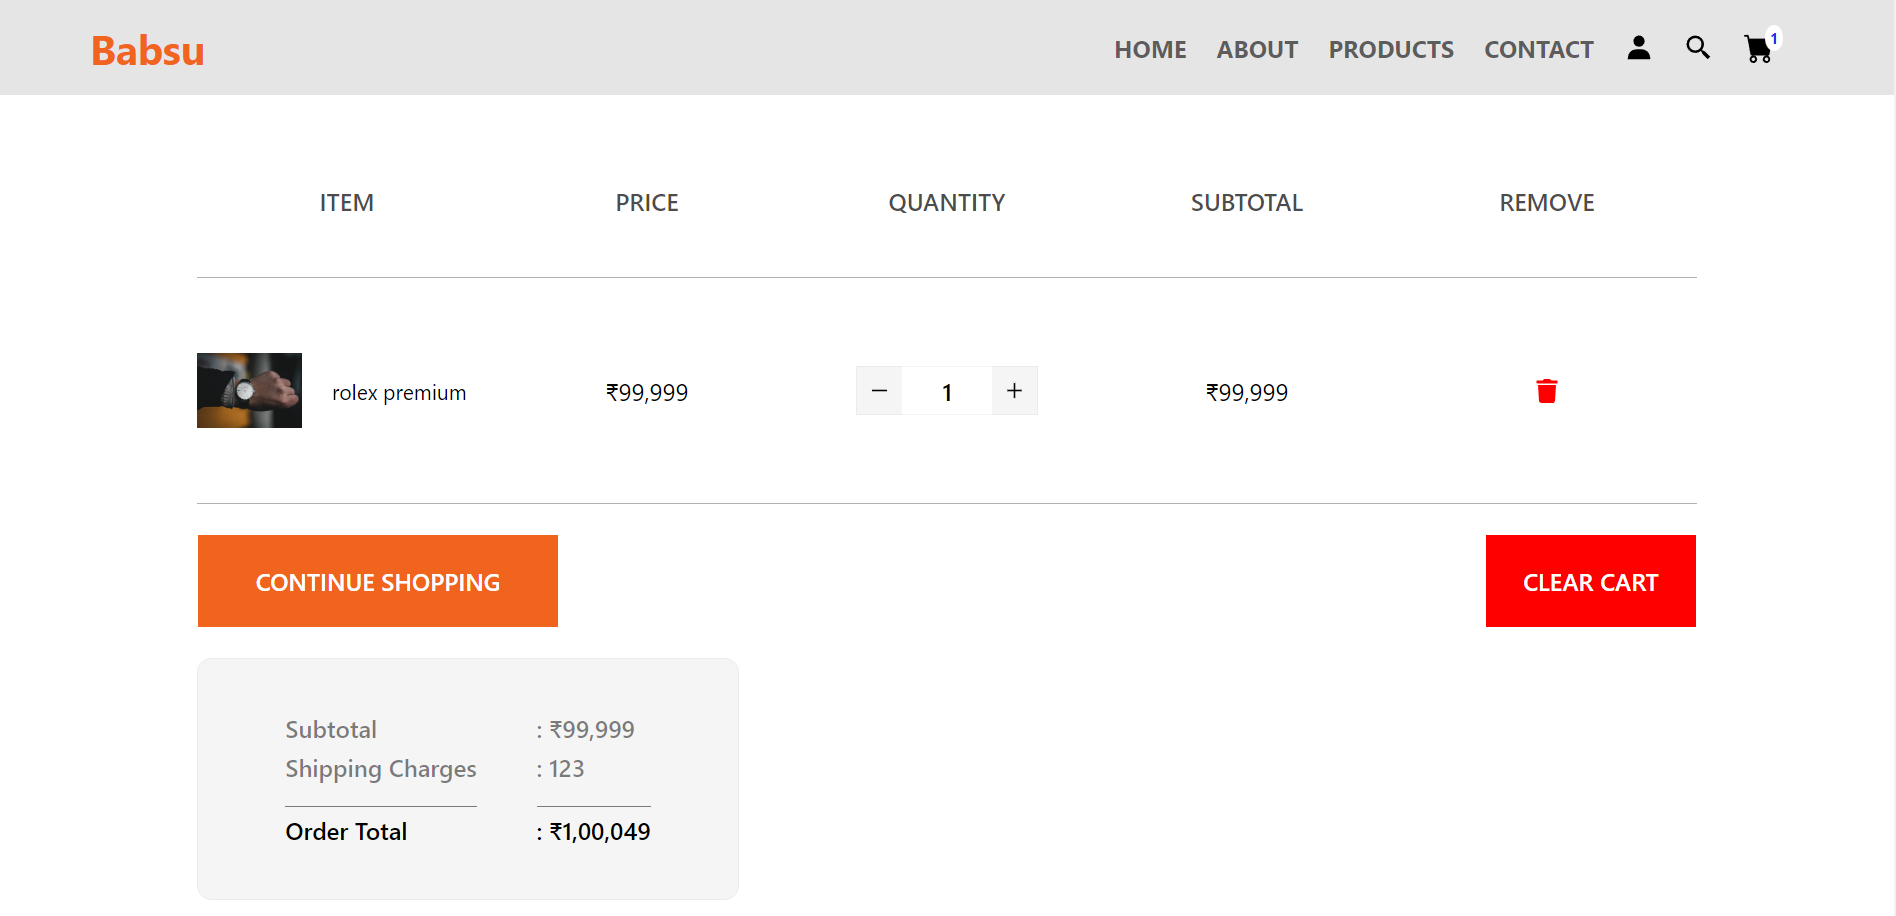 Babsu HOME ABOUT PRODUCTS CONTACT 1
ITEM PRICE QUANTITY SUBTOTAL REMOVE
rolex premium ₹99,999 − 1 + ₹99,999
CONTINUE SHOPPING CLEAR CART
Subtotal : ₹99,999
Shipping Charges : 123
Order Total : ₹1,00,049